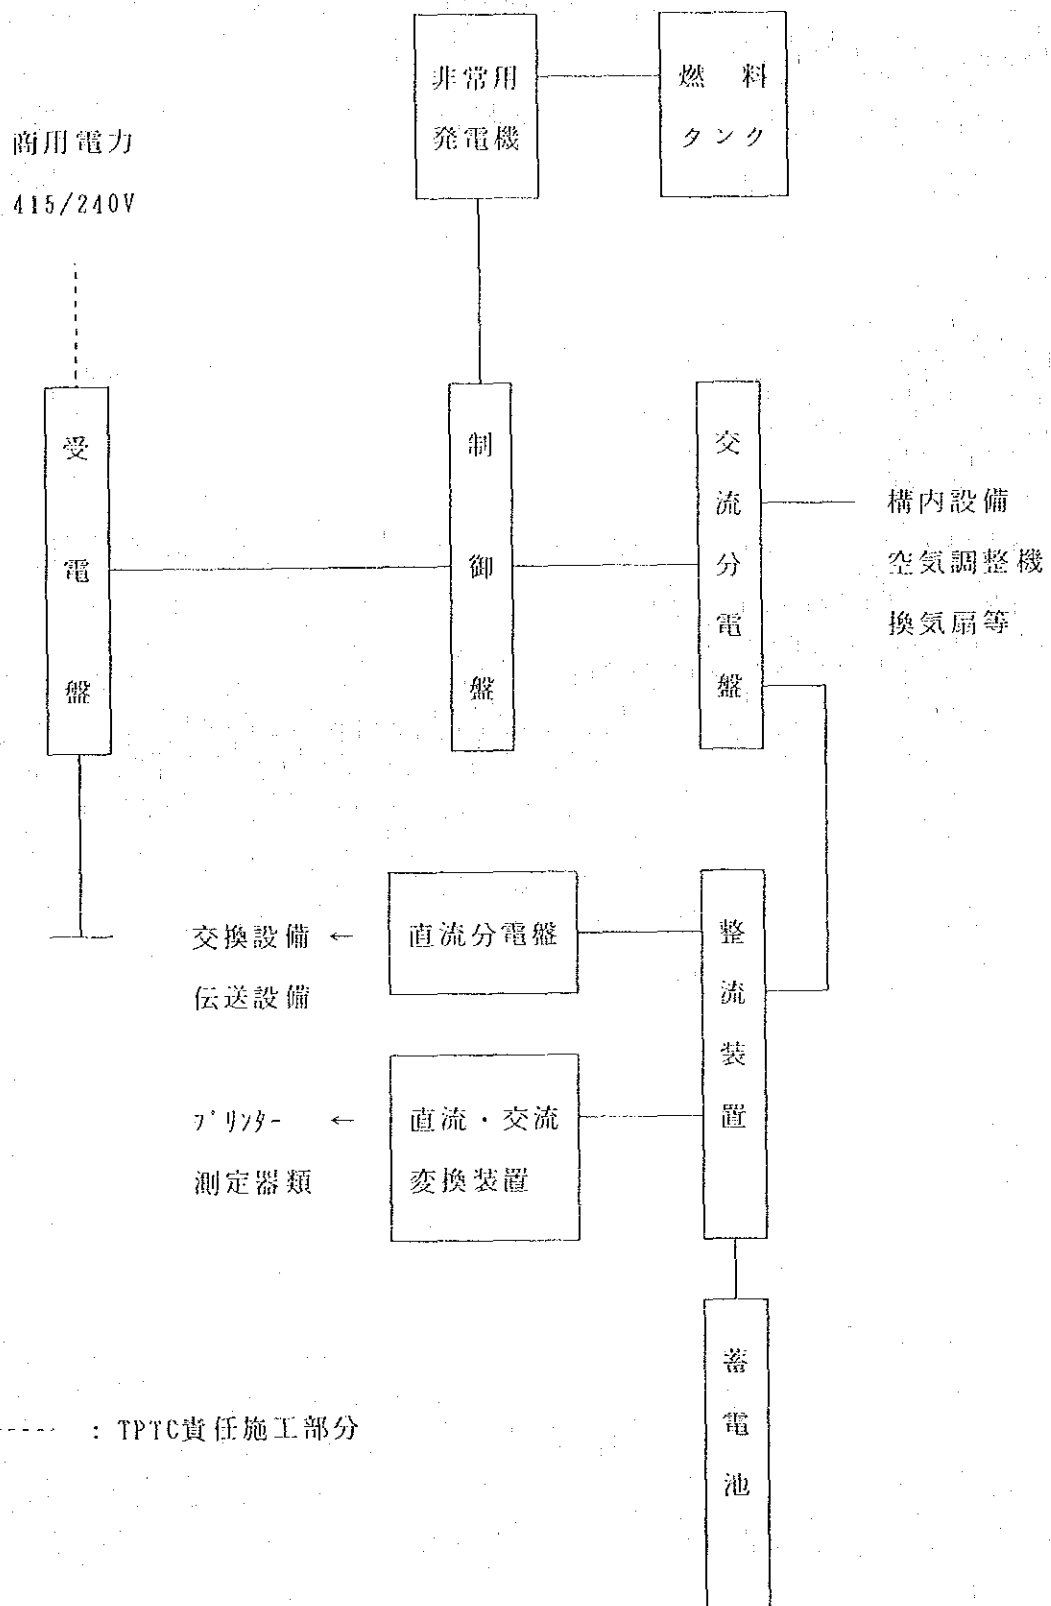 非常用
発電機
燃料
タンク
商用電力
415/240V
受電盤
制御盤
交流分電盤
構内設備
空気調整機
換気扇等
交換設備 ← 直流分電盤
伝送設備
整流装置
プリンター ← 直流・交流
測定器類 変換装置
蓄電池
----- : TPTC責任施工部分